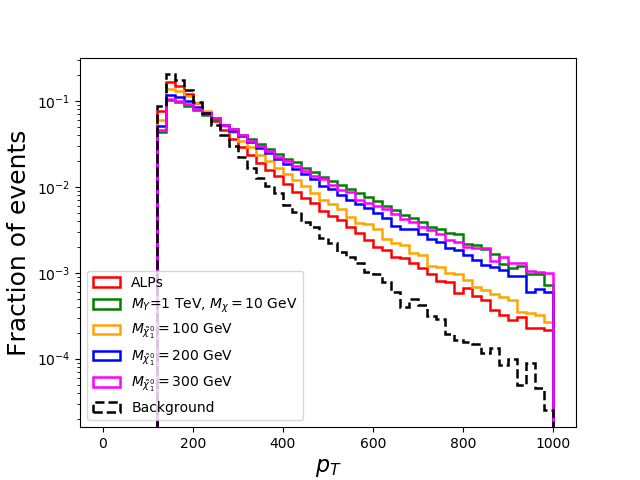 Fraction of events
10⁻¹
10⁻²
10⁻³
10⁻⁴
ALPs
M_Y=1 TeV, M_χ = 10 GeV
M_χ̃₁⁰ = 100 GeV
M_χ̃₁⁰ = 200 GeV
M_χ̃₁⁰ = 300 GeV
Background
0 200 400 600 800 1000
p_T